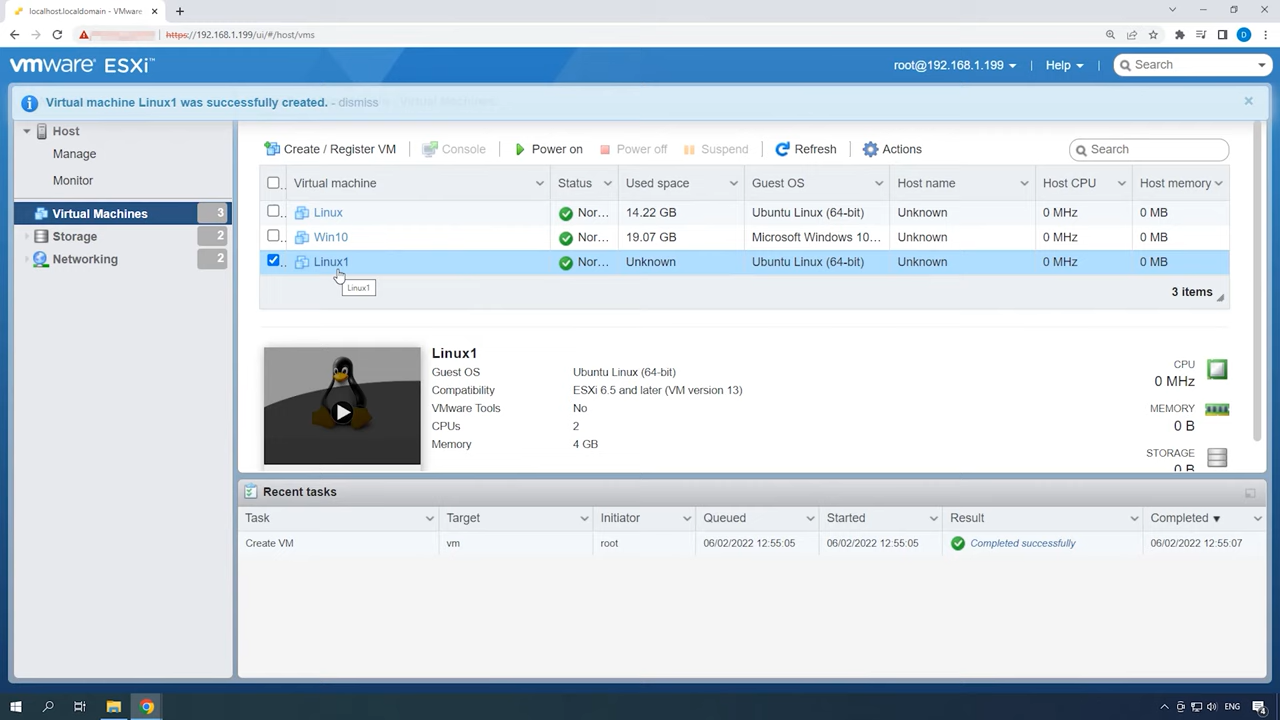 localhost.localdomain - VMware
https://192.168.1.199/ui/#/host/vms
D
vmware ESXi™
root@192.168.1.199
Help
Search
Virtual machine Linux1 was successfully created. - dismiss
Host
Manage
Monitor
Virtual Machines 3
Storage 2
Networking 2
Create / Register VM
Console
Power on
Power off
Suspend
Refresh
Actions
Search
Virtual machine Status Used space Guest OS Host name Host CPU Host memory
Linux Nor... 14.22 GB Ubuntu Linux (64-bit) Unknown 0 MHz 0 MB
Win10 Nor... 19.07 GB Microsoft Windows 10... Unknown 0 MHz 0 MB
Linux1 Nor... Unknown Ubuntu Linux (64-bit) Unknown 0 MHz 0 MB
Linux1
3 items
Linux1
Guest OS Ubuntu Linux (64-bit)
Compatibility ESXi 6.5 and later (VM version 13)
VMware Tools No
CPUs 2
Memory 4 GB
CPU
0 MHz
MEMORY
0 B
STORAGE
0 B
Recent tasks
Task Target Initiator Queued Started Result Completed ▼
Create VM vm root 06/02/2022 12:55:05 06/02/2022 12:55:05 Completed successfully 06/02/2022 12:55:07
ENG
4